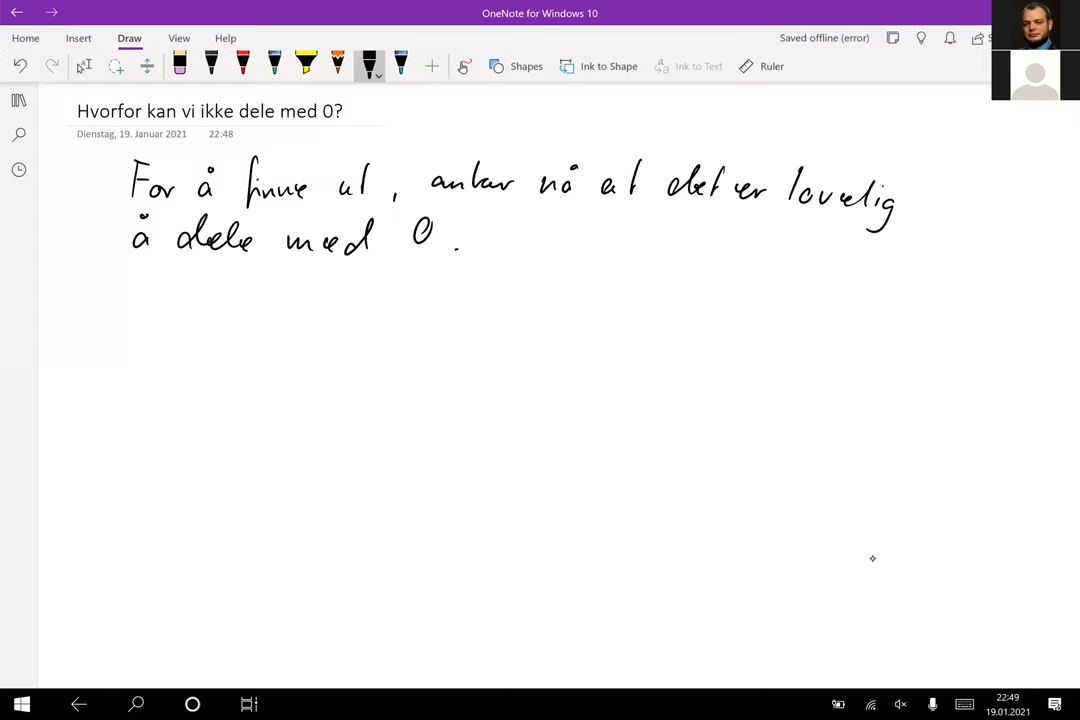 OneNote for Windows 10
Home Insert Draw View Help Saved offline (error)
Shapes Ink to Shape Ink to Text Ruler
Hvorfor kan vi ikke dele med 0?
Dienstag, 19. Januar 2021 22:48
For å finne ut, antar nå at det er lovelig
å dele med 0.
22:49
19.01.2021